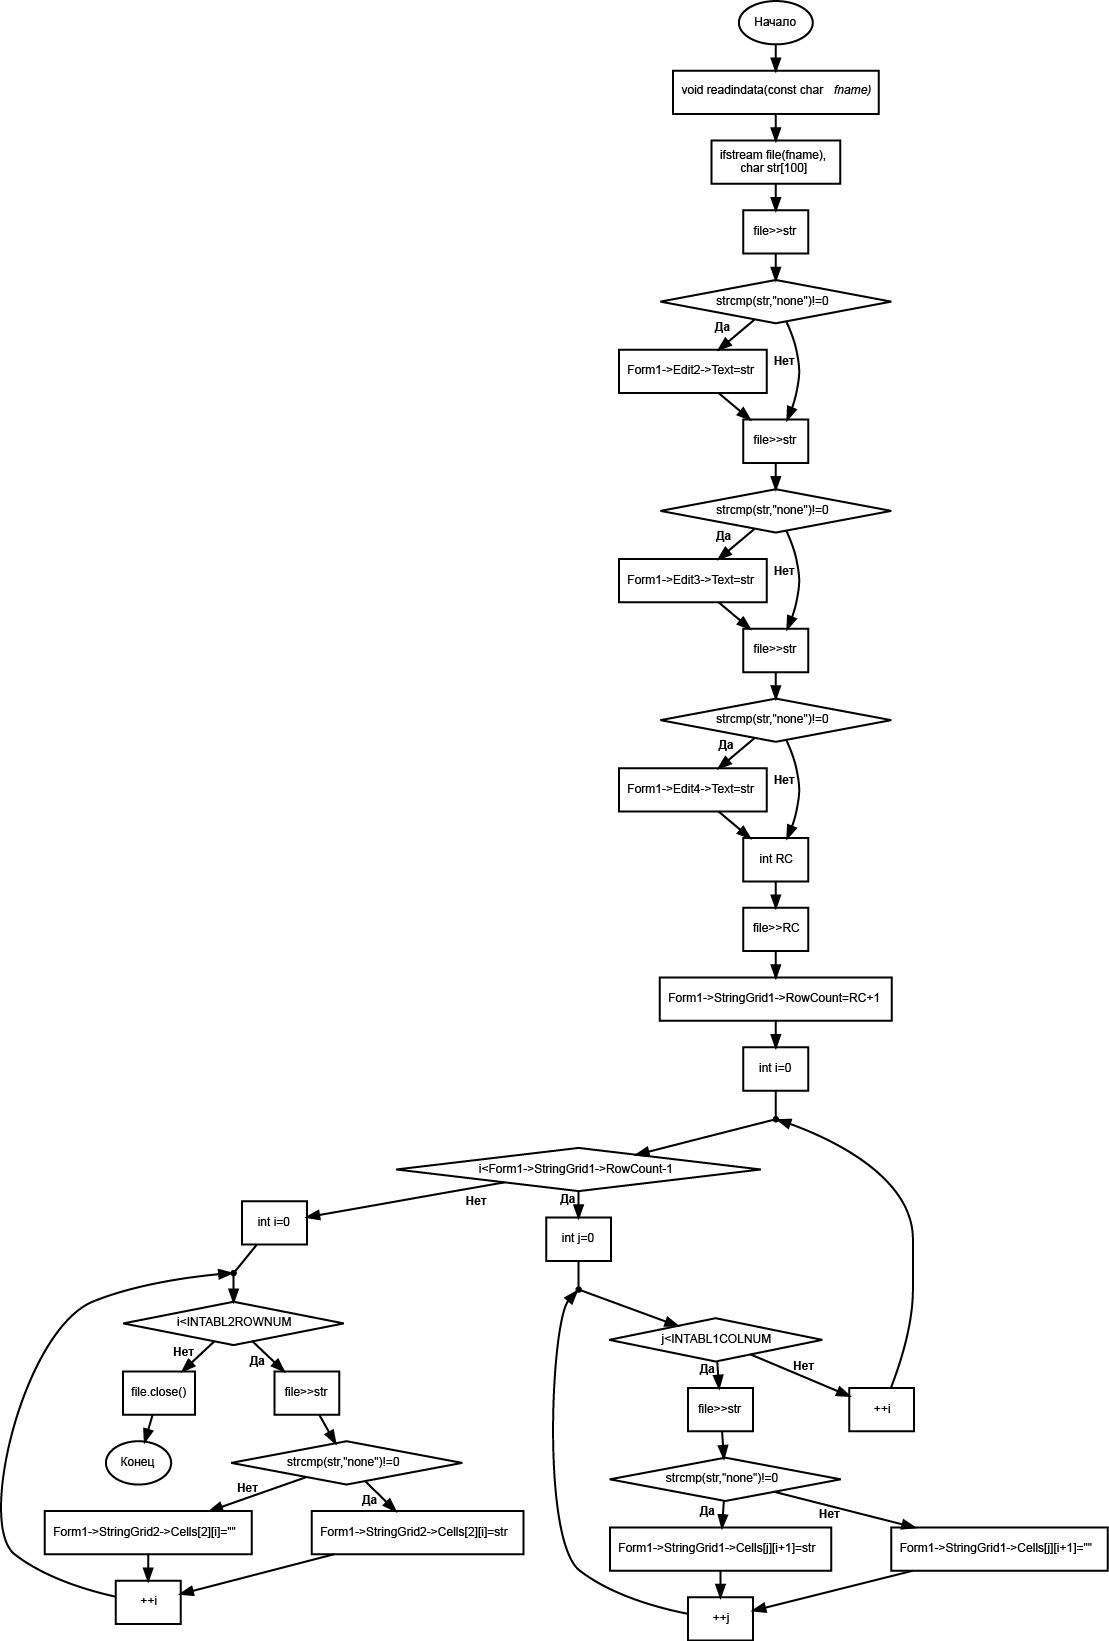 Начало
void readindata(const char fname)
ifstream file(fname),
char str[100]
file>>str
strcmp(str,"none")!=0
Да
Нет
Form1->Edit2->Text=str
file>>str
strcmp(str,"none")!=0
Да
Нет
Form1->Edit3->Text=str
file>>str
strcmp(str,"none")!=0
Да
Нет
Form1->Edit4->Text=str
int RC
file>>RC
Form1->StringGrid1->RowCount=RC+1
int i=0
i<Form1->StringGrid1->RowCount-1
Нет
Да
int i=0
int j=0
i<INTABL2ROWNUM
j<INTABL1COLNUM
Нет
Да
Да
Нет
file.close()
file>>str
file>>str
++i
Конец
strcmp(str,"none")!=0
strcmp(str,"none")!=0
Нет
Да
Да
Нет
Form1->StringGrid2->Cells[2][i]=""
Form1->StringGrid2->Cells[2][i]=str
Form1->StringGrid1->Cells[j][i+1]=str
Form1->StringGrid1->Cells[j][i+1]=""
++i
++j